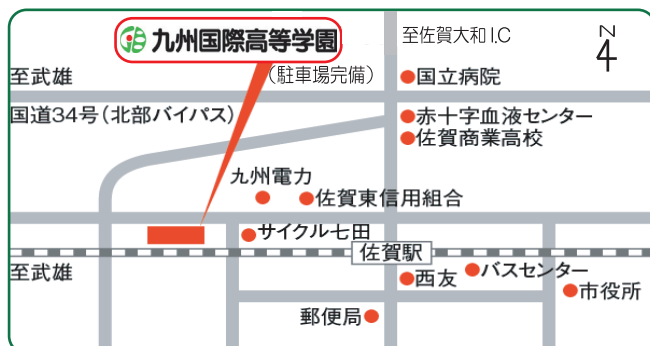 九州国際高等学園
至佐賀大和I.C
N
至武雄
(駐車場完備)
国立病院
国道34号(北部バイパス)
赤十字血液センター
佐賀商業高校
九州電力
佐賀東信用組合
サイクル七田
佐賀駅
至武雄
西友
バスセンター
市役所
郵便局